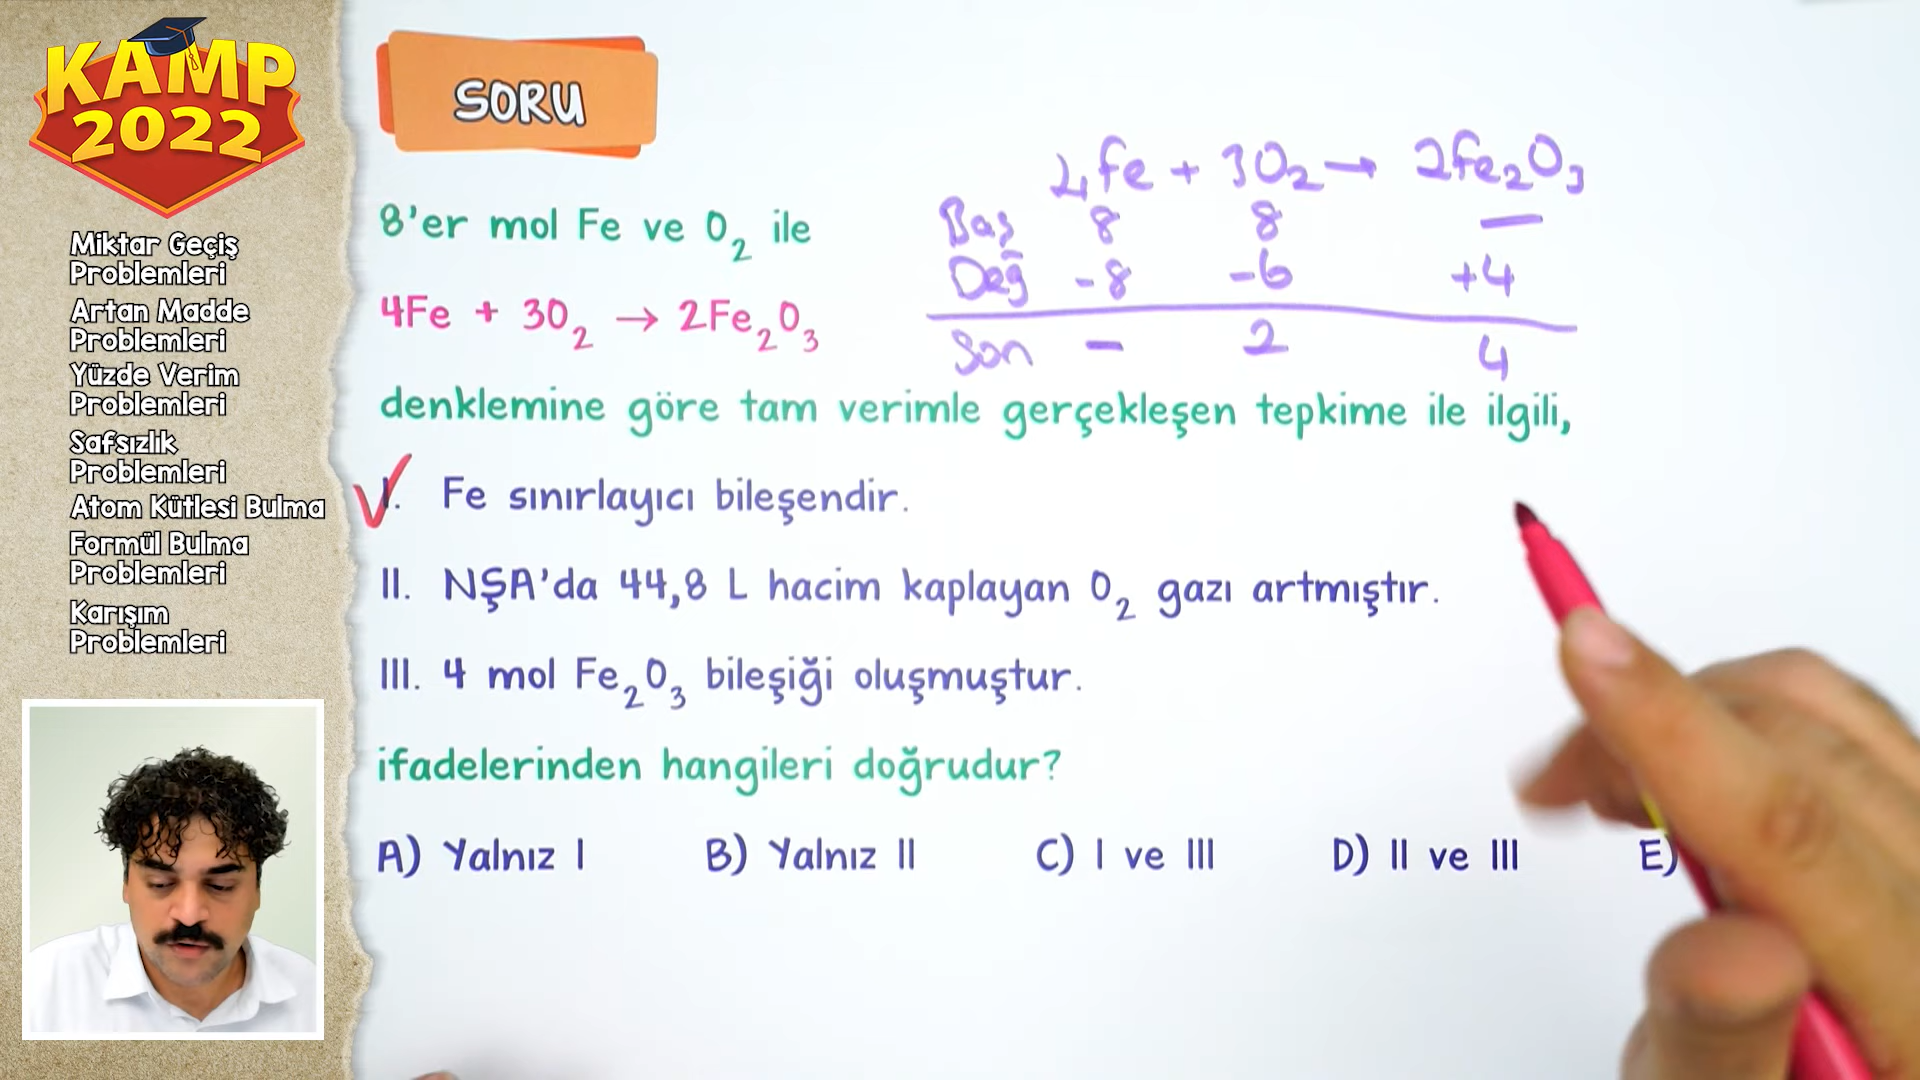 KAMP
2022
Miktar Geçiş
Problemleri
Artan Madde
Problemleri
Yüzde Verim
Problemleri
Safsızlık
Problemleri
Atom Kütlesi Bulma
Formül Bulma
Problemleri
Karışım
Problemleri
SORU
4Fe + 3O₂ → 2Fe₂O₃
Baş 8 8 —
Değ -8 -6 +4
Son — 2 4
8'er mol Fe ve O₂ ile
4Fe + 3O₂ → 2Fe₂O₃
denklemine göre tam verimle gerçekleşen tepkime ile ilgili,
I. Fe sınırlayıcı bileşendir.
II. NŞA'da 44,8 L hacim kaplayan O₂ gazı artmıştır.
III. 4 mol Fe₂O₃ bileşiği oluşmuştur.
ifadelerinden hangileri doğrudur?
A) Yalnız I B) Yalnız II C) I ve III D) II ve III E)